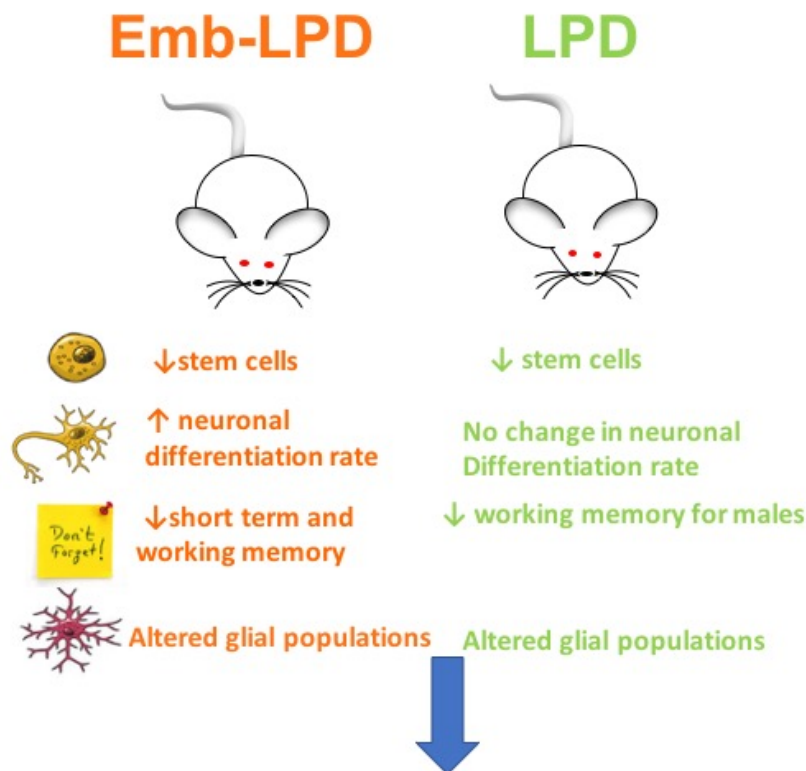 Emb-LPD
LPD
↓stem cells
↓ stem cells
↑ neuronal
differentiation rate
No change in neuronal
Differentiation rate
Don't
Forget!
↓short term and
working memory
↓ working memory for males
Altered glial populations
Altered glial populations